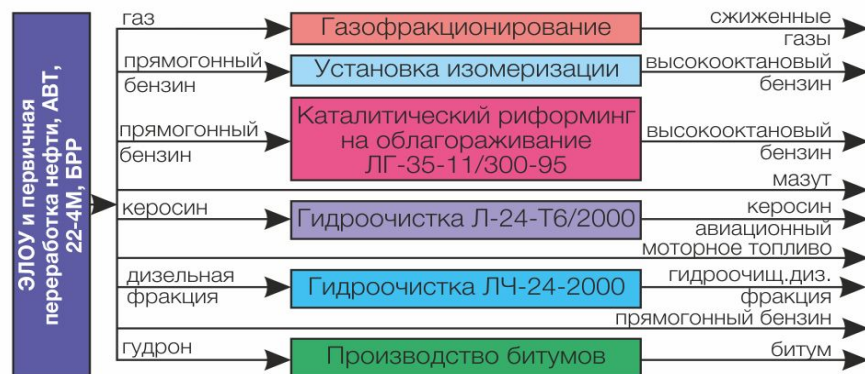 ЭЛОУ и первичная
переработка нефти, АВТ,
22-4М, БРР
газ
Газофракционирование
сжиженные
газы
прямогонный
бензин
Установка изомеризации
высокооктановый
бензин
прямогонный
бензин
Каталитический риформинг
на облагораживание
ЛГ-35-11/300-95
высокооктановый
бензин
мазут
керосин
Гидроочистка Л-24-Т6/2000
керосин
авиационный
моторное топливо
дизельная
фракция
Гидроочистка ЛЧ-24-2000
гидроочищ.диз.
фракция
прямогонный бензин
гудрон
Производство битумов
битум